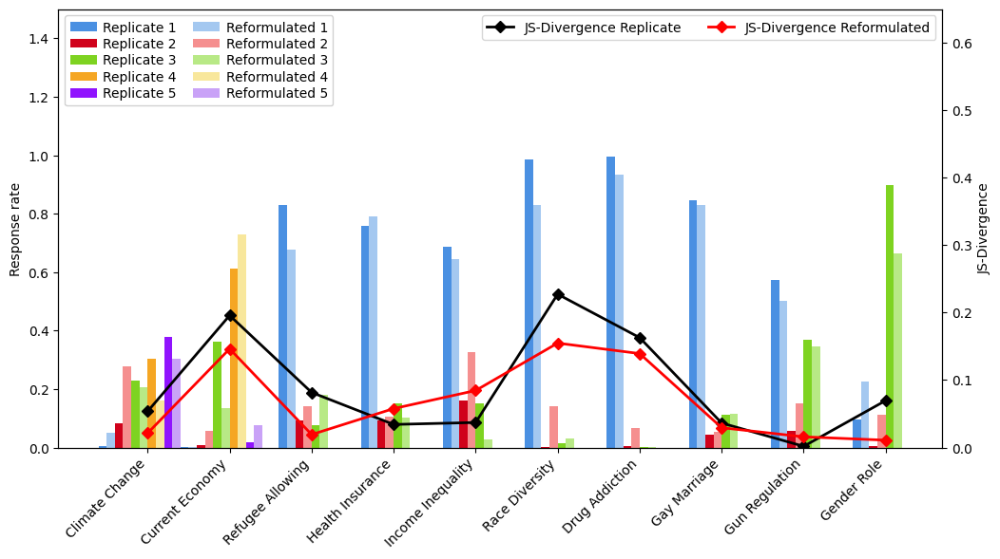 Replicate 1
Replicate 2
Replicate 3
Replicate 4
Replicate 5
Reformulated 1
Reformulated 2
Reformulated 3
Reformulated 4
Reformulated 5
JS-Divergence Replicate
JS-Divergence Reformulated
Response rate
1.4
1.2
1.0
0.8
0.6
0.4
0.2
0.0
JS-Divergence
0.6
0.5
0.4
0.3
0.2
0.1
0.0
Climate Change
Current Economy
Refugee Allowing
Health Insurance
Income Inequality
Race Diversity
Drug Addiction
Gay Marriage
Gun Regulation
Gender Role